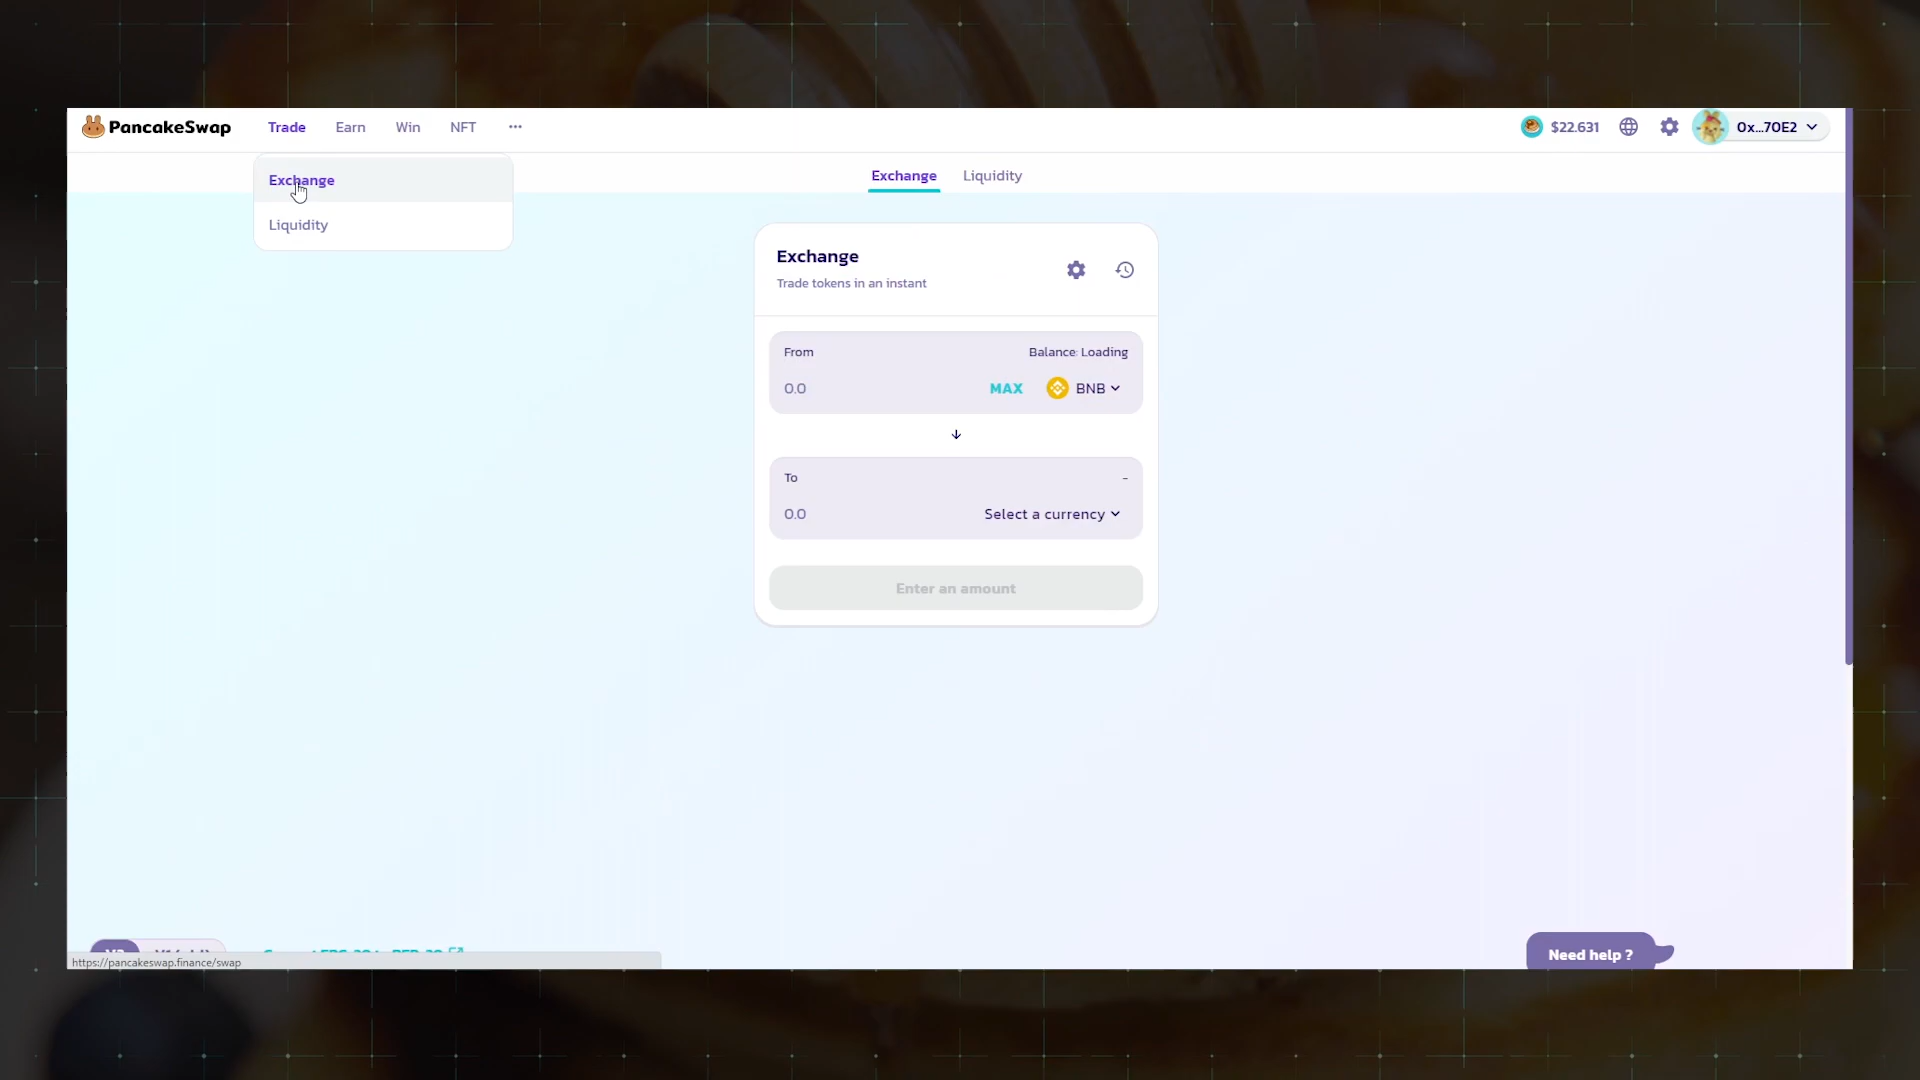 PancakeSwap Trade Earn Win NFT ... $22.631 0x...70E2
Exchange
Liquidity
Exchange Liquidity
Exchange
Trade tokens in an instant
From Balance: Loading
0.0 MAX BNB
To -
0.0 Select a currency
Enter an amount
Need help ?
https://pancakeswap.finance/swap